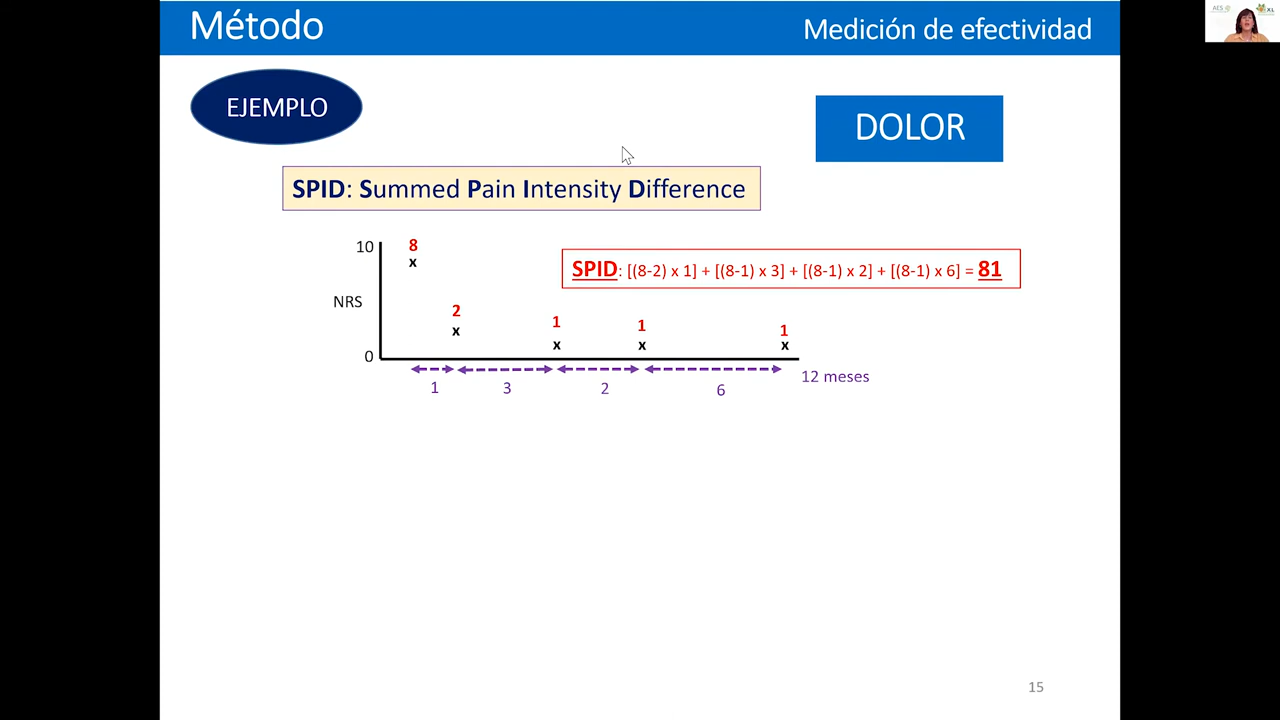 Método
Medición de efectividad
EJEMPLO
DOLOR
SPID: Summed Pain Intensity Difference
10
8
x
SPID: [(8-2) x 1] + [(8-1) x 3] + [(8-1) x 2] + [(8-1) x 6] = 81
NRS
2
x
1
x
1
x
1
x
0
12 meses
1
3
2
6
15
AES
XL